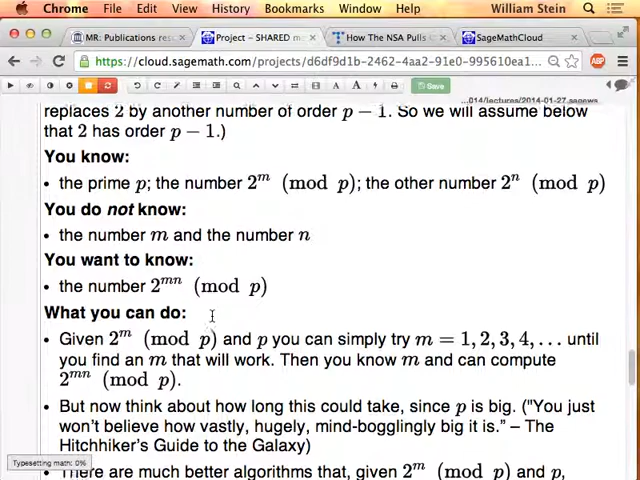 Chrome File Edit View History Bookmarks William Stein
MR: Publications res Project – SHARED m How The NSA Pulls SageMathCloud
https://cloud.sagemath.com/projects/d6df9d1b-2462-4aa2-91e0-995610ea1...
Save
014/lectures/2014-01-27.sagews
replaces 2 by another number of order p − 1. So we will assume below
that 2 has order p − 1.)
You know:
• the prime p; the number 2^m (mod p); the other number 2^n (mod p)
You do not know:
• the number m and the number n
You want to know:
• the number 2^{mn} (mod p)
What you can do:
• Given 2^m (mod p) and p you can simply try m = 1, 2, 3, 4, … until
you find an m that will work. Then you know m and can compute
2^{mn} (mod p).
• But now think about how long this could take, since p is big. ("You just
won't believe how vastly, hugely, mind-bogglingly big it is.” – The
Hitchhiker's Guide to the Galaxy)
Typesetting math: 0%
• There are much better algorithms that, given 2^m (mod p) and p,